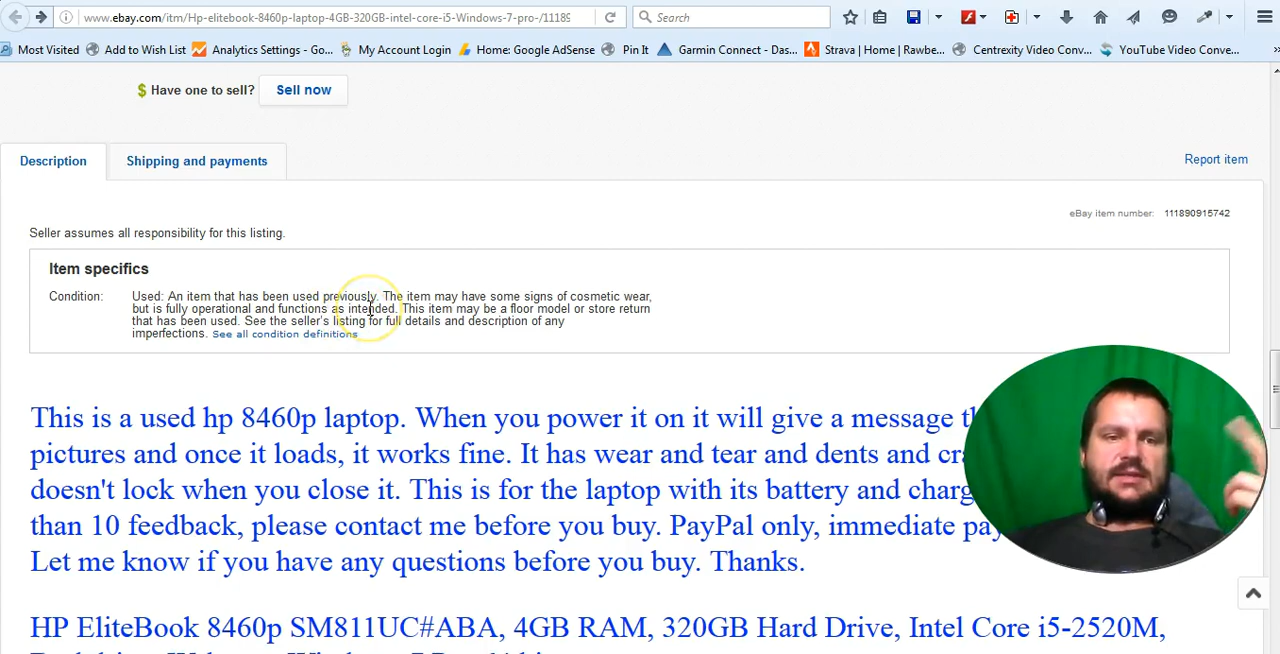 www.ebay.com/itm/Hp-elitebook-8460p-laptop-4GB-320GB-intel-core-i5-Windows-7-pro-/11189
Search
Most Visited Add to Wish List Analytics Settings - Go... My Account Login Home: Google AdSense Pin It Garmin Connect - Das... Strava | Home | Rawbe... Centrexity Video Conv... YouTube Video Conve...
$ Have one to sell? Sell now
Description Shipping and payments
Report item
eBay item number: 111890915742
Seller assumes all responsibility for this listing.
Item specifics
Condition: Used: An item that has been used previously. The item may have some signs of cosmetic wear,
but is fully operational and functions as intended. This item may be a floor model or store return
that has been used. See the seller's listing for full details and description of any
imperfections. See all condition definitions
This is a used hp 8460p laptop. When you power it on it will give a message
pictures and once it loads, it works fine. It has wear and tear and dents and
doesn't lock when you close it. This is for the laptop with its battery and
than 10 feedback, please contact me before you buy. PayPal only, immediate
Let me know if you have any questions before you buy. Thanks.
HP EliteBook 8460p SM811UC#ABA, 4GB RAM, 320GB Hard Drive, Intel Core i5-2520M,